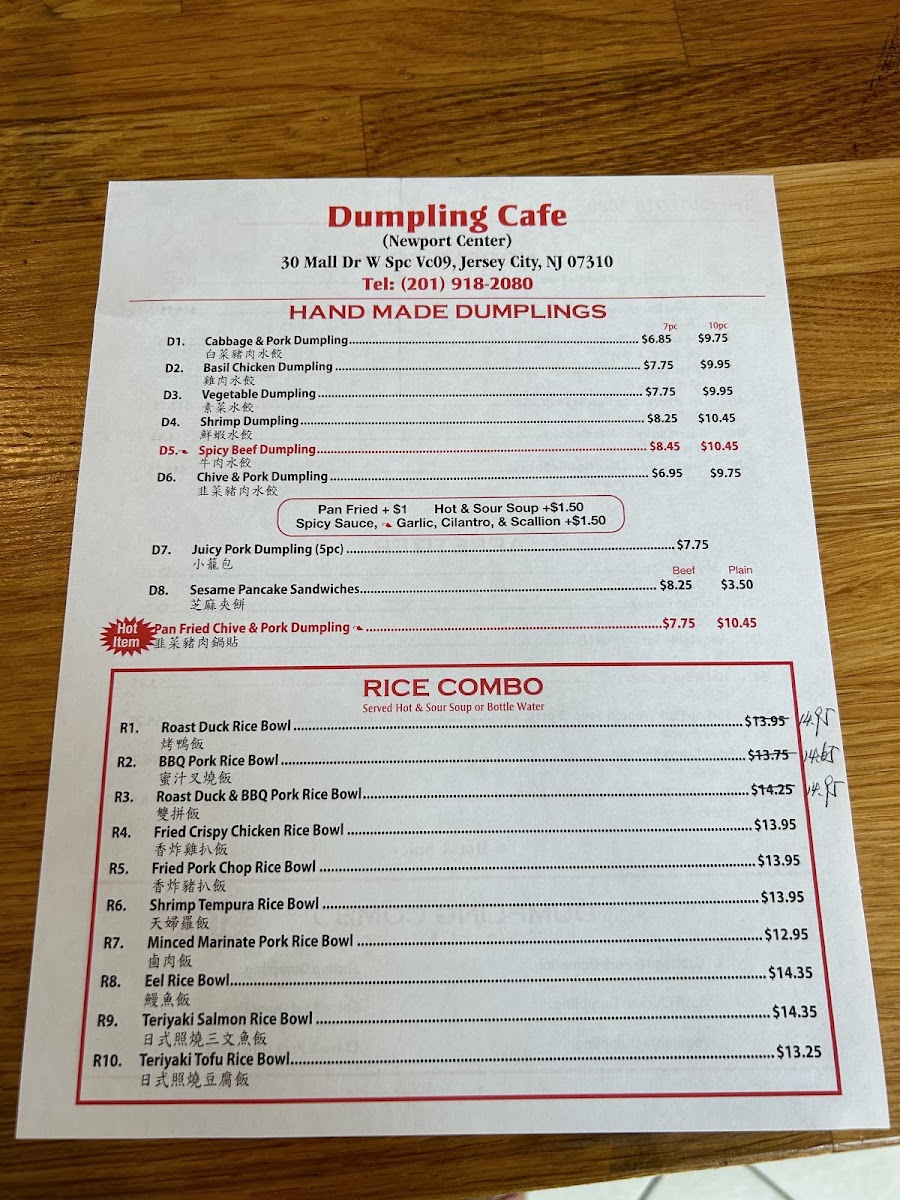 Dumpling Cafe
(Newport Center)
30 Mall Dr W Spc Vc09, Jersey City, NJ 07310
Tel: (201) 918-2080
HAND MADE DUMPLINGS
7pc 10pc
D1. Cabbage & Pork Dumpling $6.85 $9.75
白菜豬肉水餃
D2. Basil Chicken Dumpling $7.75 $9.95
雞肉水餃
D3. Vegetable Dumpling $7.75 $9.95
素菜水餃
D4. Shrimp Dumpling $8.25 $10.45
鮮蝦水餃
D5. Spicy Beef Dumpling $8.45 $10.45
牛肉水餃
D6. Chive & Pork Dumpling $6.95 $9.75
韭菜豬肉水餃
Pan Fried + $1 Hot & Sour Soup +$1.50
Spicy Sauce, Garlic, Cilantro, & Scallion +$1.50
D7. Juicy Pork Dumpling (5pc) $7.75
小籠包
Beef Plain
D8. Sesame Pancake Sandwiches $8.25 $3.50
芝麻夾餅
Hot Item Pan Fried Chive & Pork Dumpling $7.75 $10.45
韭菜豬肉鍋貼
RICE COMBO
Served Hot & Sour Soup or Bottle Water
R1. Roast Duck Rice Bowl $13.95 14.95
烤鴨飯
R2. BBQ Pork Rice Bowl $13.75 14.65
蜜汁叉燒飯
R3. Roast Duck & BBQ Pork Rice Bowl $14.25 14.95
雙拼飯
R4. Fried Crispy Chicken Rice Bowl $13.95
香炸雞扒飯
R5. Fried Pork Chop Rice Bowl $13.95
香炸豬扒飯
R6. Shrimp Tempura Rice Bowl $13.95
天婦羅飯
R7. Minced Marinate Pork Rice Bowl $12.95
鹵肉飯
R8. Eel Rice Bowl $14.35
鰻魚飯
R9. Teriyaki Salmon Rice Bowl $14.35
日式照燒三文魚飯
R10. Teriyaki Tofu Rice Bowl $13.25
日式照燒豆腐飯